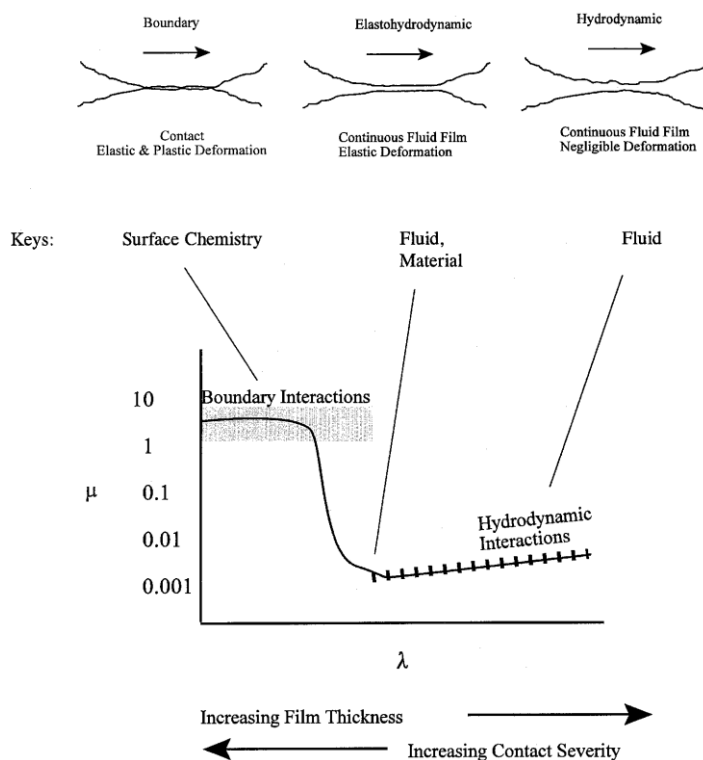 Boundary
Elastohydrodynamic
Hydrodynamic
Contact
Elastic & Plastic Deformation
Continuous Fluid Film
Elastic Deformation
Continuous Fluid Film
Negligible Deformation
Keys:
Surface Chemistry
Fluid,
Material
Fluid
10
Boundary Interactions
1
μ
0.1
0.01
Hydrodynamic
Interactions
0.001
λ
Increasing Film Thickness
Increasing Contact Severity